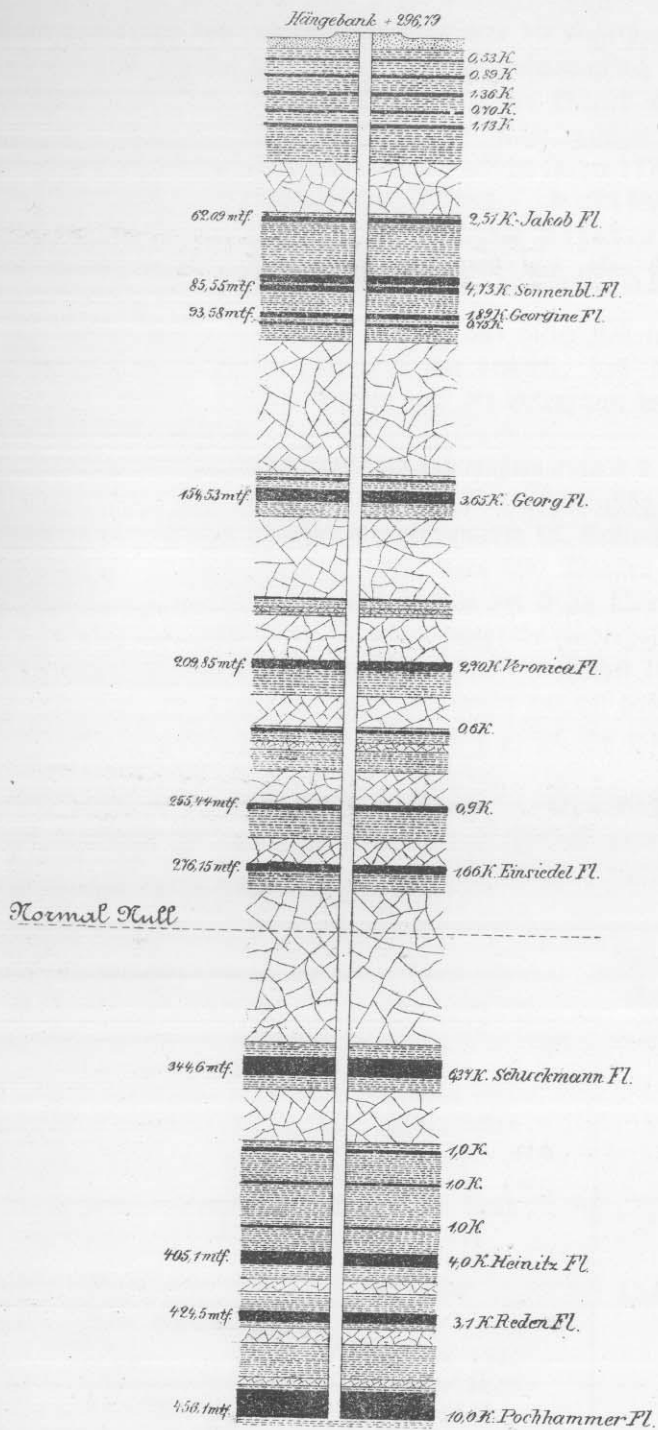 Hängebank + 296,79
0,53 K
0.89 K
1,36 K
0,70 K
1,13 K
62.09 mtf. 2,51 K. Jakob Fl.
85,55 mtf. 4,73 K. Sonnenbl. Fl.
93,58 mtf. 1,89 K. Georgine Fl.
0,75 K.
154,53 mtf. 3.65 K. Georg Fl.
209,85 mtf. 2,70 K Veronica Fl.
0,6 K.
255,44 mtf. 0,9 K.
276,15 mtf. 1,66 K. Einsiedel Fl.
Normal Null
344,6 mtf. K. Schuckmann Fl.
1,0 K.
1.0 K.
1.0 K.
405,1 mtf. 4,0 K. Heinitz Fl.
424,5 mtf. 3,1 K Reden Fl.
456,1 mtf. 10,0 K. Pochhammer Fl.